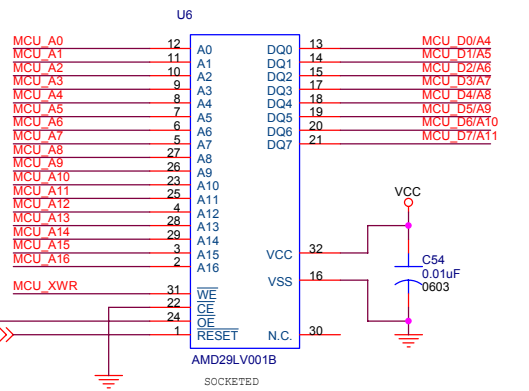 U6
MCU_A0 12 A0 DQ0 13 MCU_D0/A4
MCU_A1 11 A1 DQ1 14 MCU_D1/A5
MCU_A2 10 A2 DQ2 15 MCU_D2/A6
MCU_A3 9 A3 DQ3 17 MCU_D3/A7
MCU_A4 8 A4 DQ4 18 MCU_D4/A8
MCU_A5 7 A5 DQ5 19 MCU_D5/A9
MCU_A6 6 A6 DQ6 20 MCU_D6/A10
MCU_A7 5 A7 DQ7 21 MCU_D7/A11
MCU_A8 27 A8
MCU_A9 26 A9
MCU_A10 23 A10
MCU_A11 25 A11
MCU_A12 4 A12
MCU_A13 28 A13
MCU_A14 29 A14
MCU_A15 3 A15
MCU_A16 2 A16
VCC
VCC 32
VSS 16
C54
0.01uF
0603
MCU_XWR 31 WE
22 CE
24 OE
1 RESET N.C. 30
AMD29LV001B
SOCKETED